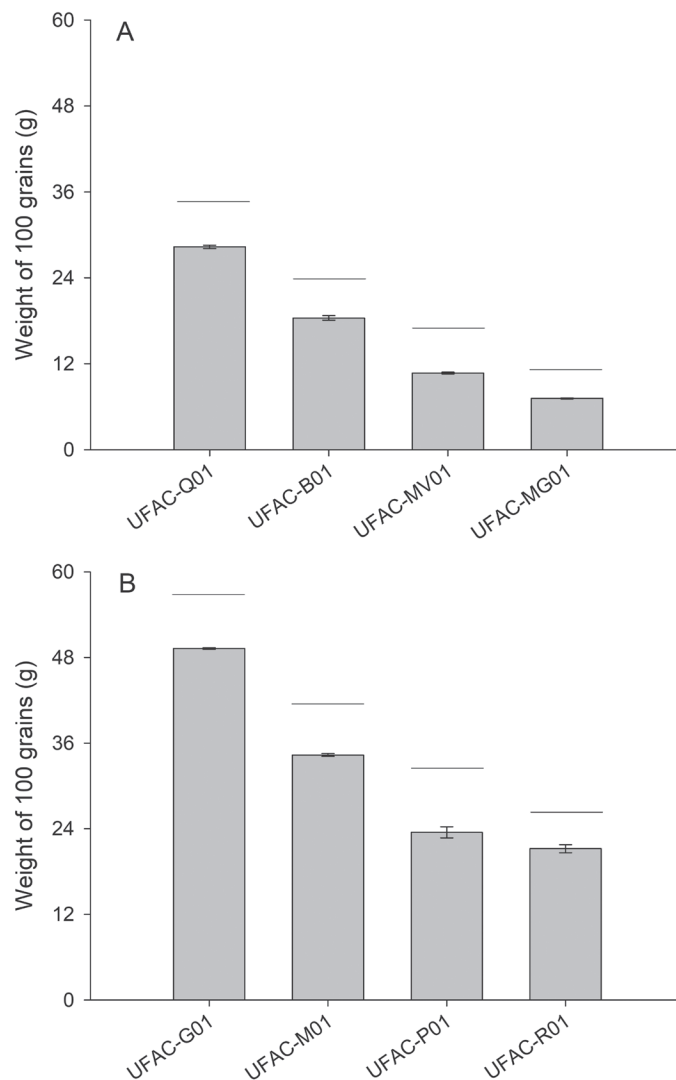 A
Weight of 100 grains (g)
60
48
36
24
12
0
UFAC-Q01
UFAC-B01
UFAC-MV01
UFAC-MG01
B
Weight of 100 grains (g)
60
48
36
24
12
0
UFAC-G01
UFAC-M01
UFAC-P01
UFAC-R01